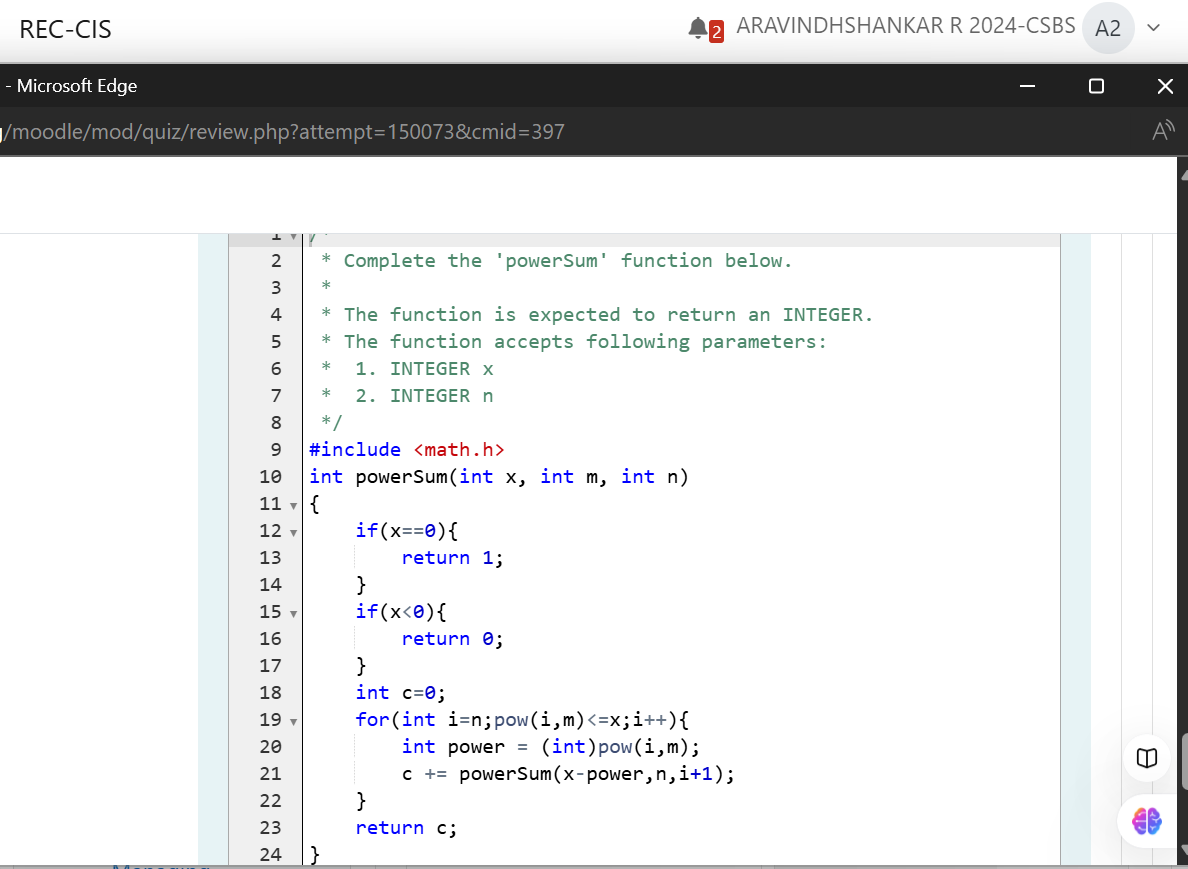 REC-CIS
2 ARAVINDHSHANKAR R 2024-CSBS A2
- Microsoft Edge
/moodle/mod/quiz/review.php?attempt=150073&cmid=397
1
2 * Complete the 'powerSum' function below.
3 *
4 * The function is expected to return an INTEGER.
5 * The function accepts following parameters:
6 *  1. INTEGER x
7 *  2. INTEGER n
8 */
9 #include <math.h>
10 int powerSum(int x, int m, int n)
11 {
12     if(x==0){
13         return 1;
14     }
15     if(x<0){
16         return 0;
17     }
18     int c=0;
19     for(int i=n;pow(i,m)<=x;i++){
20         int power = (int)pow(i,m);
21         c += powerSum(x-power,n,i+1);
22     }
23     return c;
24 }